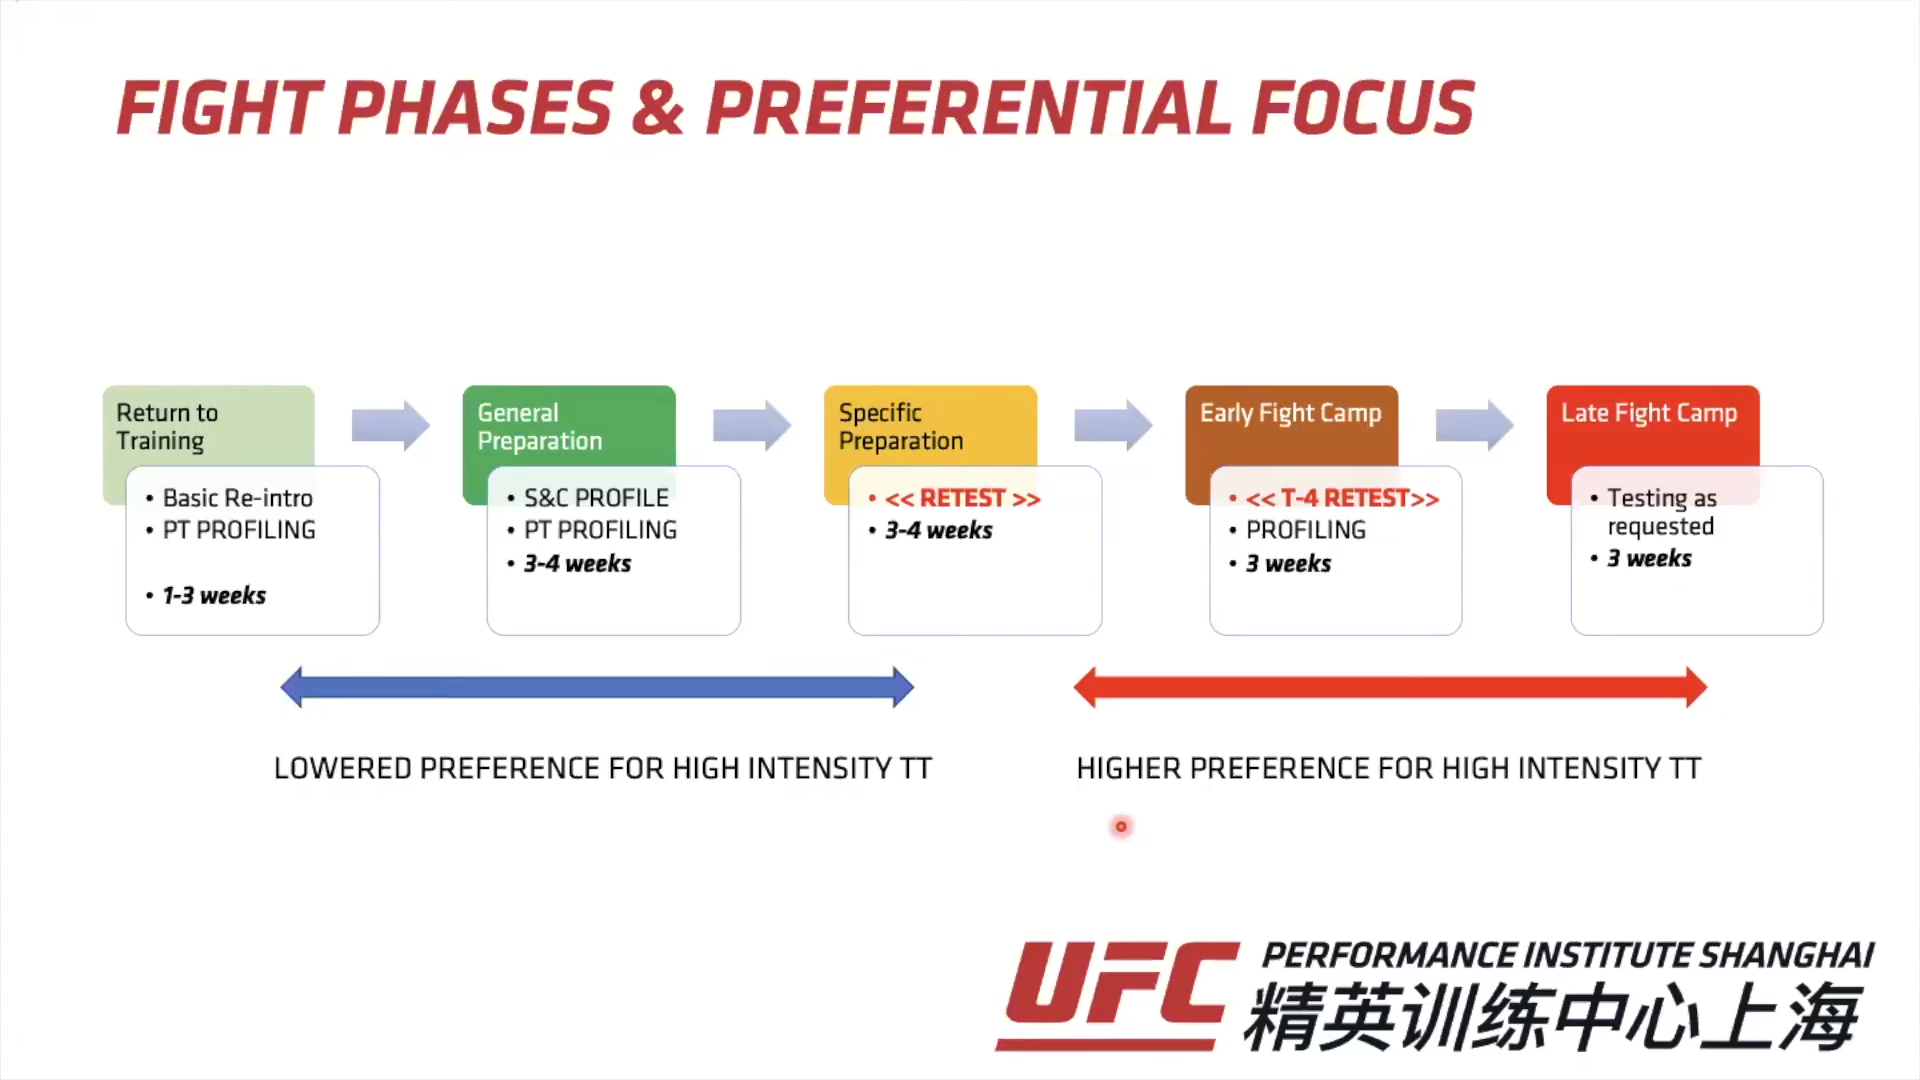 FIGHT PHASES & PREFERENTIAL FOCUS
Return to
Training
• Basic Re-intro
• PT PROFILING
• 1-3 weeks
General
Preparation
• S&C PROFILE
• PT PROFILING
• 3-4 weeks
Specific
Preparation
• << RETEST >>
• 3-4 weeks
Early Fight Camp
• << T-4 RETEST>>
• PROFILING
• 3 weeks
Late Fight Camp
• Testing as
requested
• 3 weeks
LOWERED PREFERENCE FOR HIGH INTENSITY TT
HIGHER PREFERENCE FOR HIGH INTENSITY TT
UFC PERFORMANCE INSTITUTE SHANGHAI
精英训练中心上海